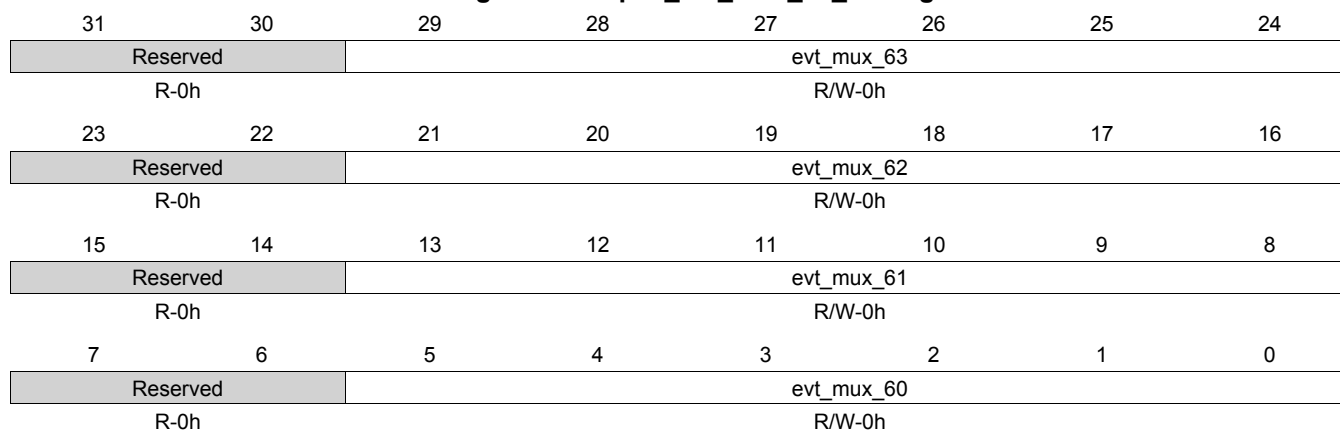 31 30 29 28 27 26 25 24
Reserved evt_mux_63
R-0h R/W-0h
23 22 21 20 19 18 17 16
Reserved evt_mux_62
R-0h R/W-0h
15 14 13 12 11 10 9 8
Reserved evt_mux_61
R-0h R/W-0h
7 6 5 4 3 2 1 0
Reserved evt_mux_60
R-0h R/W-0h